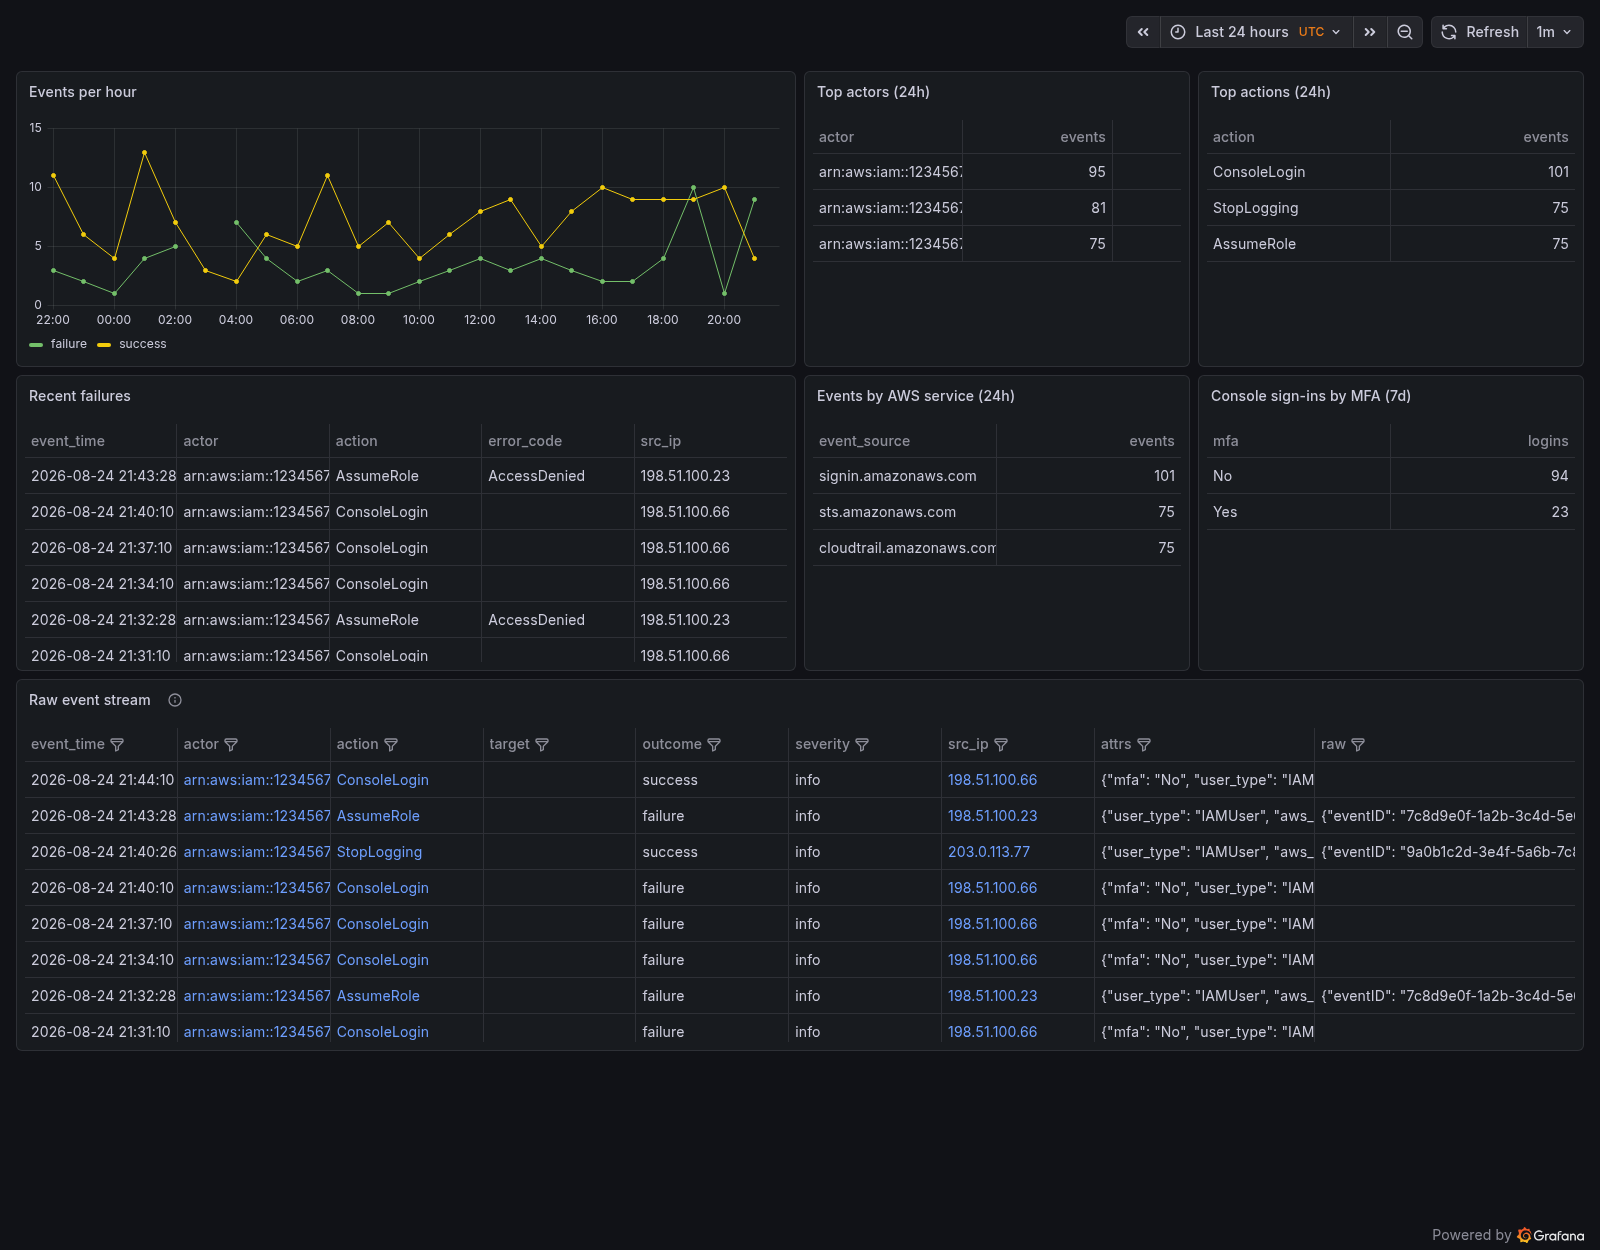 Last 24 hours UTC
Refresh 1m
Events per hour
15
10
5
0
22:00 00:00 02:00 04:00 06:00 08:00 10:00 12:00 14:00 16:00 18:00 20:00
failure success
Top actors (24h)
actor events
arn:aws:iam::1234567 95
arn:aws:iam::1234567 81
arn:aws:iam::1234567 75
Top actions (24h)
action events
ConsoleLogin 101
StopLogging 75
AssumeRole 75
Recent failures
event_time actor action error_code src_ip
2026-08-24 21:43:28 arn:aws:iam::1234567 AssumeRole AccessDenied 198.51.100.23
2026-08-24 21:40:10 arn:aws:iam::1234567 ConsoleLogin 198.51.100.66
2026-08-24 21:37:10 arn:aws:iam::1234567 ConsoleLogin 198.51.100.66
2026-08-24 21:34:10 arn:aws:iam::1234567 ConsoleLogin 198.51.100.66
2026-08-24 21:32:28 arn:aws:iam::1234567 AssumeRole AccessDenied 198.51.100.23
2026-08-24 21:31:10 arn:aws:iam::1234567 ConsoleLogin 198.51.100.66
Events by AWS service (24h)
event_source events
signin.amazonaws.com 101
sts.amazonaws.com 75
cloudtrail.amazonaws.com 75
Console sign-ins by MFA (7d)
mfa logins
No 94
Yes 23
Raw event stream
event_time actor action target outcome severity src_ip attrs raw
2026-08-24 21:44:10 arn:aws:iam::1234567 ConsoleLogin success info 198.51.100.66 {"mfa": "No", "user_type": "IAM
2026-08-24 21:43:28 arn:aws:iam::1234567 AssumeRole failure info 198.51.100.23 {"user_type": "IAMUser", "aws_ {"eventID": "7c8d9e0f-1a2b-3c4d-5e
2026-08-24 21:40:26 arn:aws:iam::1234567 StopLogging success info 203.0.113.77 {"user_type": "IAMUser", "aws_ {"eventID": "9a0b1c2d-3e4f-5a6b-7c8
2026-08-24 21:40:10 arn:aws:iam::1234567 ConsoleLogin failure info 198.51.100.66 {"mfa": "No", "user_type": "IAM
2026-08-24 21:37:10 arn:aws:iam::1234567 ConsoleLogin failure info 198.51.100.66 {"mfa": "No", "user_type": "IAM
2026-08-24 21:34:10 arn:aws:iam::1234567 ConsoleLogin failure info 198.51.100.66 {"mfa": "No", "user_type": "IAM
2026-08-24 21:32:28 arn:aws:iam::1234567 AssumeRole failure info 198.51.100.23 {"user_type": "IAMUser", "aws_ {"eventID": "7c8d9e0f-1a2b-3c4d-5e
2026-08-24 21:31:10 arn:aws:iam::1234567 ConsoleLogin failure info 198.51.100.66 {"mfa": "No", "user_type": "IAM
Powered by Grafana